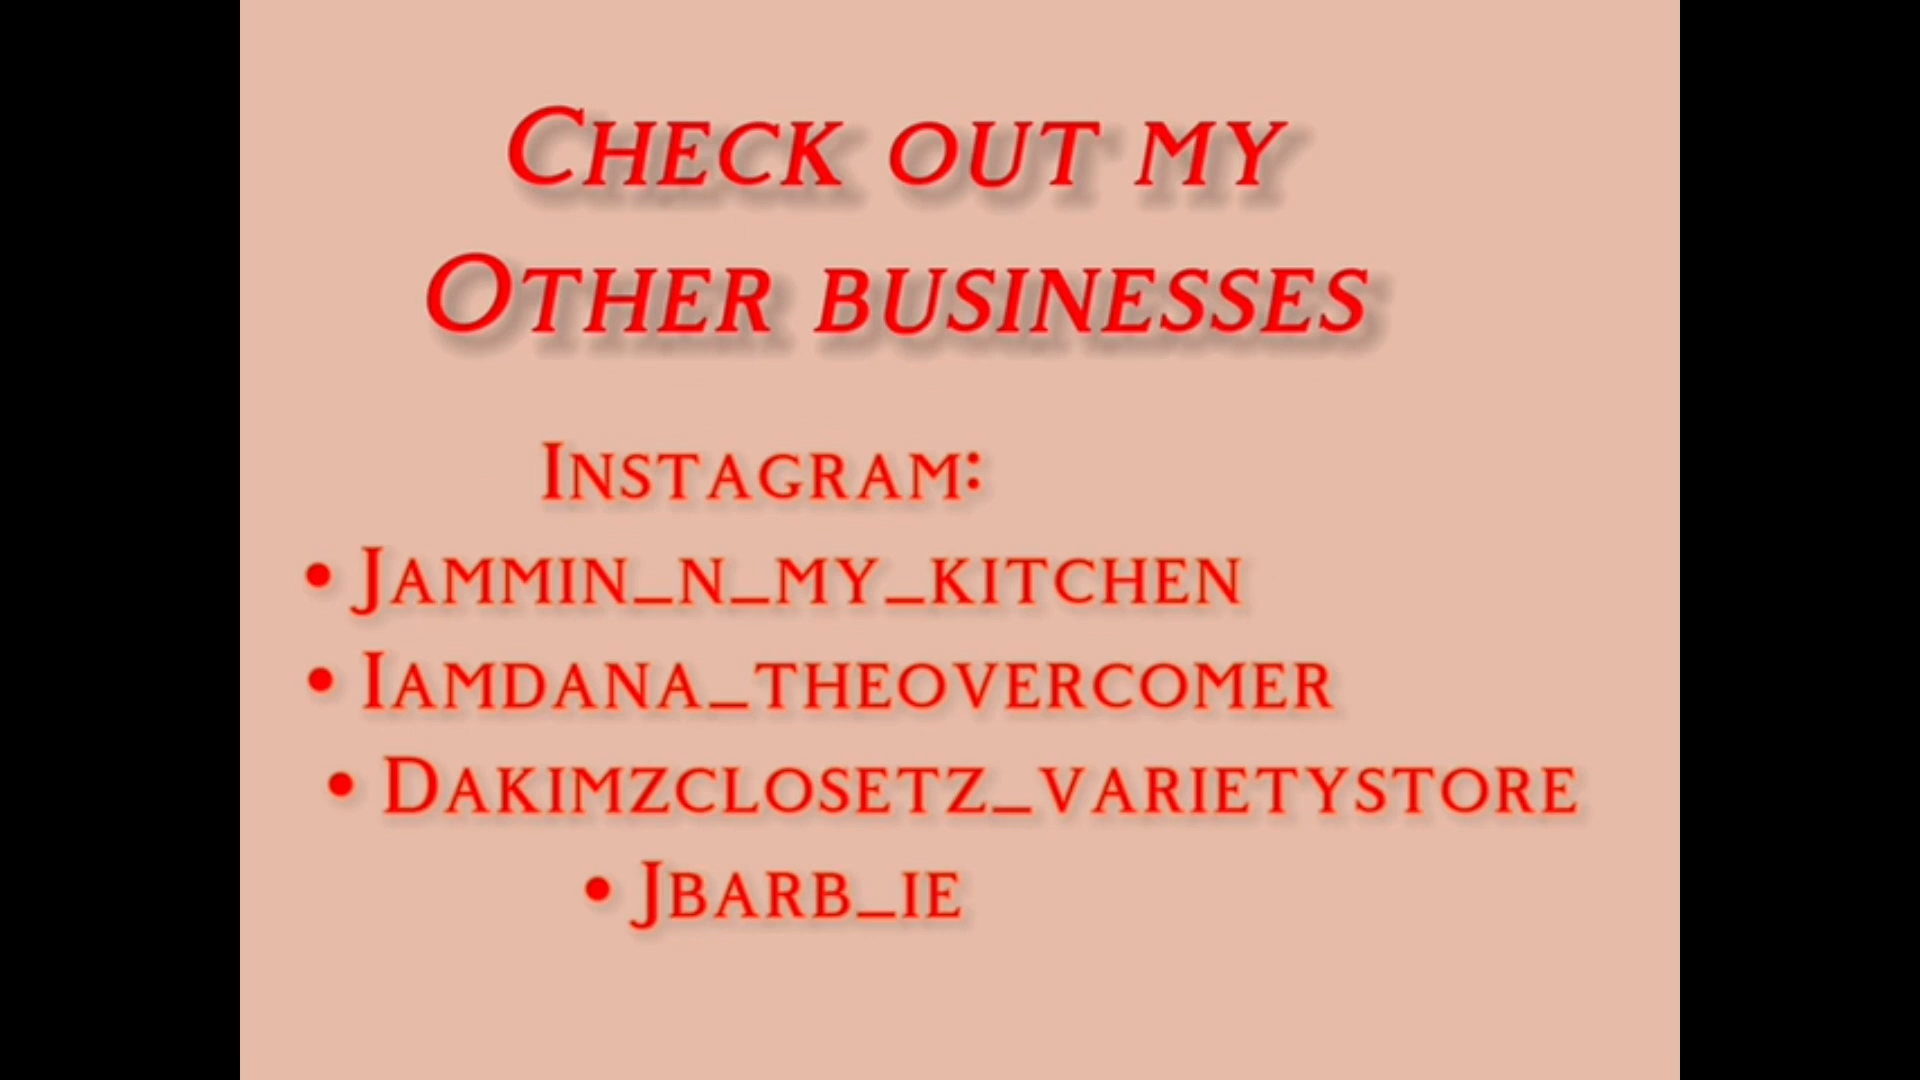 Check out my
Other businesses
Instagram:
• Jammin_n_my_kitchen
• Iamdana_theovercomer
• Dakimzclosetz_varietystore
• Jbarb_ie